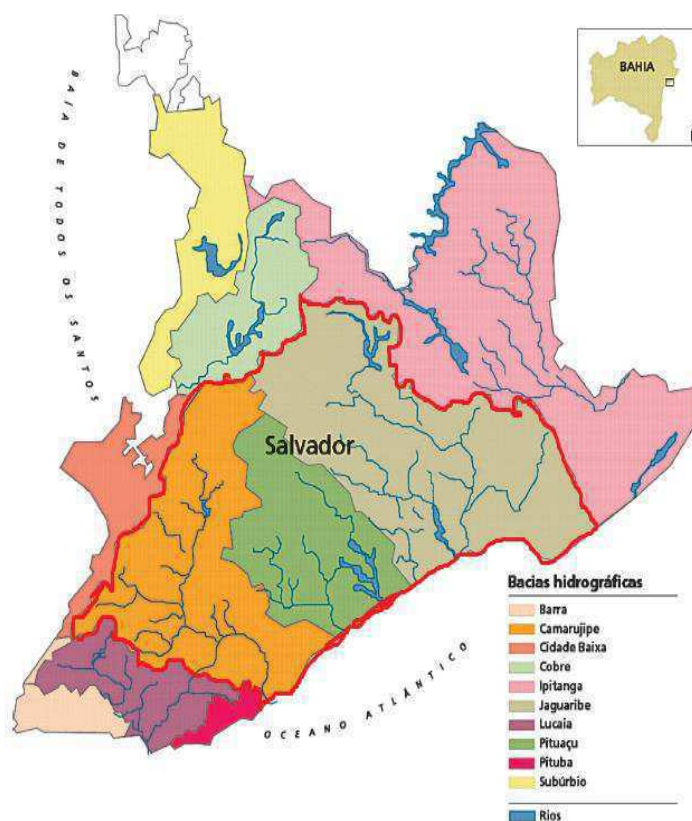 BAHIA
BAIA DE TODOS OS SANTOS
Salvador
OCEANO ATLÂNTICO
Bacias hidrográficas
Barra
Camarujipe
Cidade Baixa
Cobre
Ipitanga
Jaguaribe
Lucaia
Pituaçu
Pituba
Subúrbio
Rios